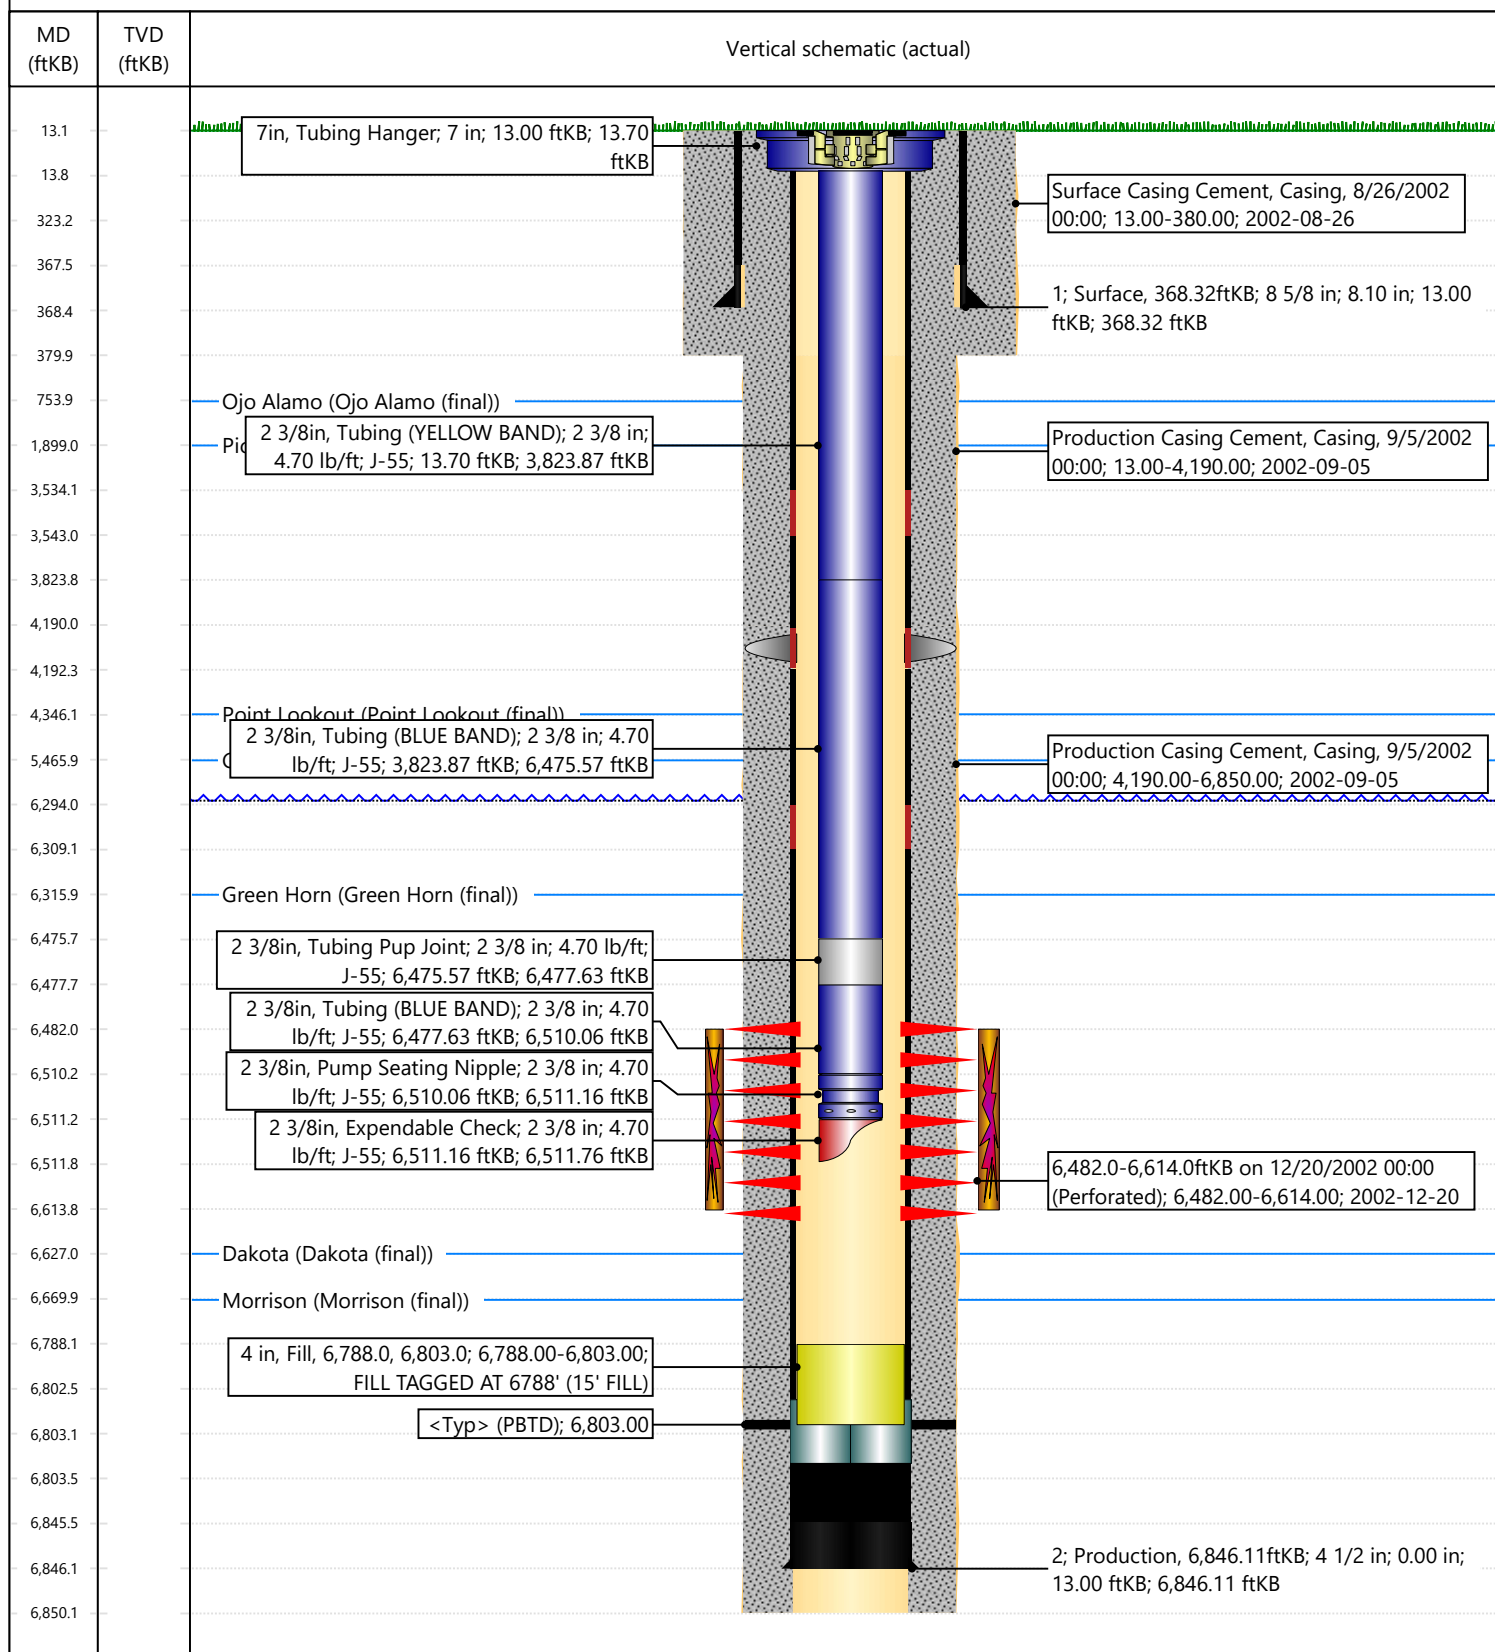 MD
(ftKB)
TVD
(ftKB)
Vertical schematic (actual)
13.1
13.8
323.2
367.5
368.4
379.9
753.9
1,899.0
3,534.1
3,543.0
3,823.8
4,190.0
4,192.3
4,346.1
5,465.9
6,294.0
6,309.1
6,315.9
6,475.7
6,477.7
6,482.0
6,510.2
6,511.2
6,511.8
6,613.8
6,627.0
6,669.9
6,788.1
6,802.5
6,803.1
6,803.5
6,845.5
6,846.1
6,850.1
7in, Tubing Hanger; 7 in; 13.00 ftKB; 13.70
ftKB
Ojo Alamo (Ojo Alamo (final))
2 3/8in, Tubing (YELLOW BAND); 2 3/8 in;
4.70 lb/ft; J-55; 13.70 ftKB; 3,823.87 ftKB
Point Lookout (Point Lookout (final))
2 3/8in, Tubing (BLUE BAND); 2 3/8 in; 4.70
lb/ft; J-55; 3,823.87 ftKB; 6,475.57 ftKB
Green Horn (Green Horn (final))
2 3/8in, Tubing Pup Joint; 2 3/8 in; 4.70 lb/ft;
J-55; 6,475.57 ftKB; 6,477.63 ftKB
2 3/8in, Tubing (BLUE BAND); 2 3/8 in; 4.70
lb/ft; J-55; 6,477.63 ftKB; 6,510.06 ftKB
2 3/8in, Pump Seating Nipple; 2 3/8 in; 4.70
lb/ft; J-55; 6,510.06 ftKB; 6,511.16 ftKB
2 3/8in, Expendable Check; 2 3/8 in; 4.70
lb/ft; J-55; 6,511.16 ftKB; 6,511.76 ftKB
Dakota (Dakota (final))
Morrison (Morrison (final))
4 in, Fill, 6,788.0, 6,803.0; 6,788.00-6,803.00;
FILL TAGGED AT 6788' (15' FILL)
<Typ> (PBTD); 6,803.00
Surface Casing Cement, Casing, 8/26/2002
00:00; 13.00-380.00; 2002-08-26
1; Surface, 368.32ftKB; 8 5/8 in; 8.10 in; 13.00
ftKB; 368.32 ftKB
Production Casing Cement, Casing, 9/5/2002
00:00; 13.00-4,190.00; 2002-09-05
Production Casing Cement, Casing, 9/5/2002
00:00; 4,190.00-6,850.00; 2002-09-05
6,482.0-6,614.0ftKB on 12/20/2002 00:00
(Perforated); 6,482.00-6,614.00; 2002-12-20
2; Production, 6,846.11ftKB; 4 1/2 in; 0.00 in;
13.00 ftKB; 6,846.11 ftKB